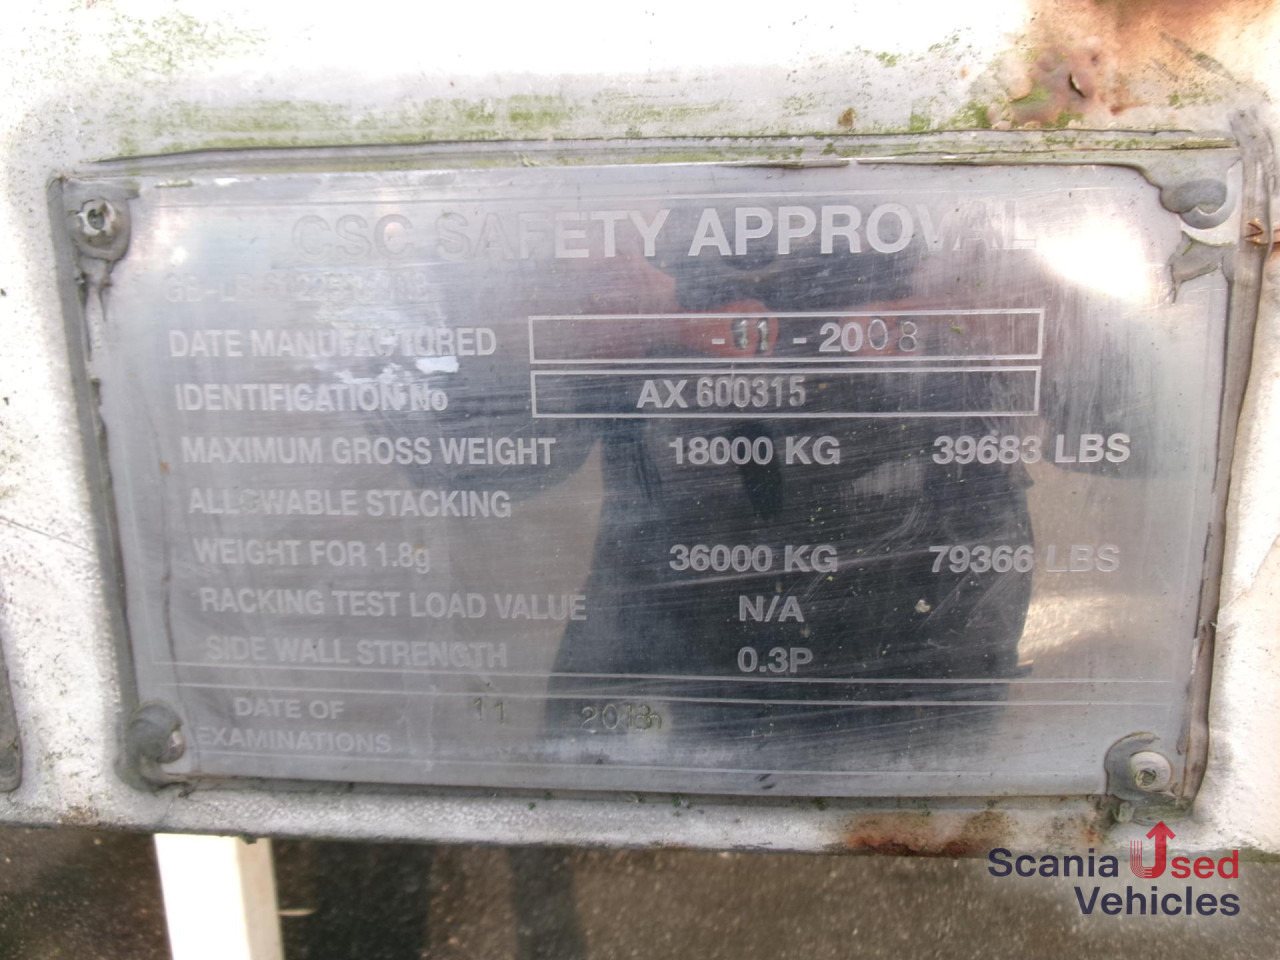 CSC SAFETY APPROVAL
DATE MANUFACTURED -11 - 2008
IDENTIFICATION No AX 600315
MAXIMUM GROSS WEIGHT 18000 KG 39683 LBS
ALLOWABLE STACKING
WEIGHT FOR 1.8g 36000 KG 79366 LBS
RACKING TEST LOAD VALUE N/A
SIDE WALL STRENGTH 0.3P
DATE OF 11
EXAMINATIONS
Scania Used
Vehicles